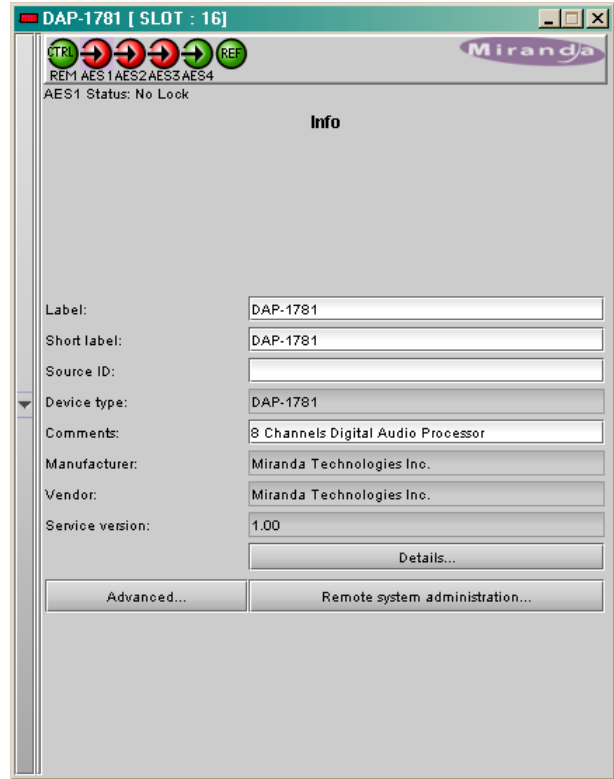 DAP-1781 [ SLOT : 16]
CTRL REF Miranda
REM AES1 AES2 AES3 AES4
AES1 Status: No Lock
Info
Label: DAP-1781
Short label: DAP-1781
Source ID:
Device type: DAP-1781
Comments: 8 Channels Digital Audio Processor
Manufacturer: Miranda Technologies Inc.
Vendor: Miranda Technologies Inc.
Service version: 1.00
Details...
Advanced... Remote system administration...